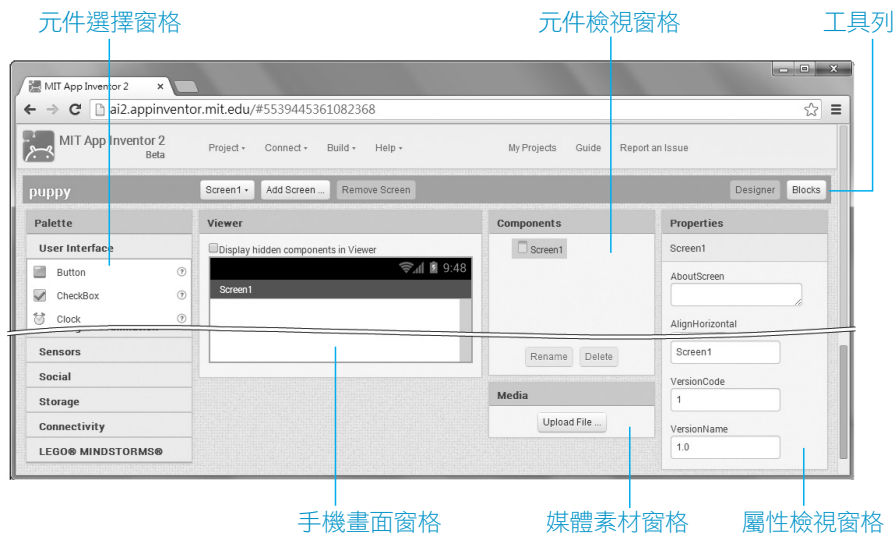 元件選擇窗格
元件檢視窗格
工具列
MIT App Inventor 2 ×
ai2.appinventor.mit.edu/#5539445361082368
MIT App Inventor 2
Beta
Project Connect Build Help My Projects Guide Report an Issue
puppy Screen1 Add Screen ... Remove Screen Designer Blocks
Palette
User Interface
Button
CheckBox
Clock
Sensors
Social
Storage
Connectivity
LEGO® MINDSTORMS®
Viewer
Display hidden components in Viewer
9:48
Screen1
Components
Screen1
Rename Delete
Media
Upload File ...
Properties
Screen1
AboutScreen
AlignHorizontal
Screen1
VersionCode
1
VersionName
1.0
手機畫面窗格
媒體素材窗格
屬性檢視窗格